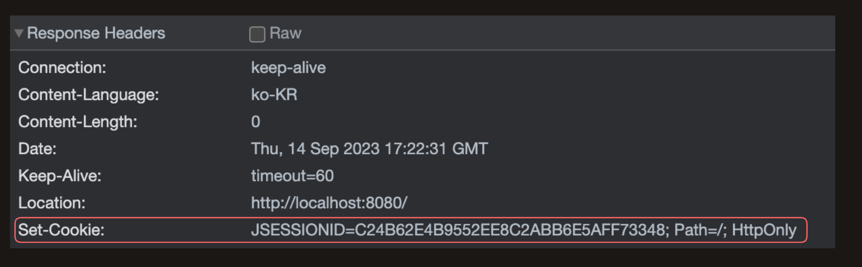 Response Headers Raw
Connection: keep-alive
Content-Language: ko-KR
Content-Length: 0
Date: Thu, 14 Sep 2023 17:22:31 GMT
Keep-Alive: timeout=60
Location: http://localhost:8080/
Set-Cookie: JSESSIONID=C24B62E4B9552EE8C2ABB6E5AFF73348; Path=/; HttpOnly